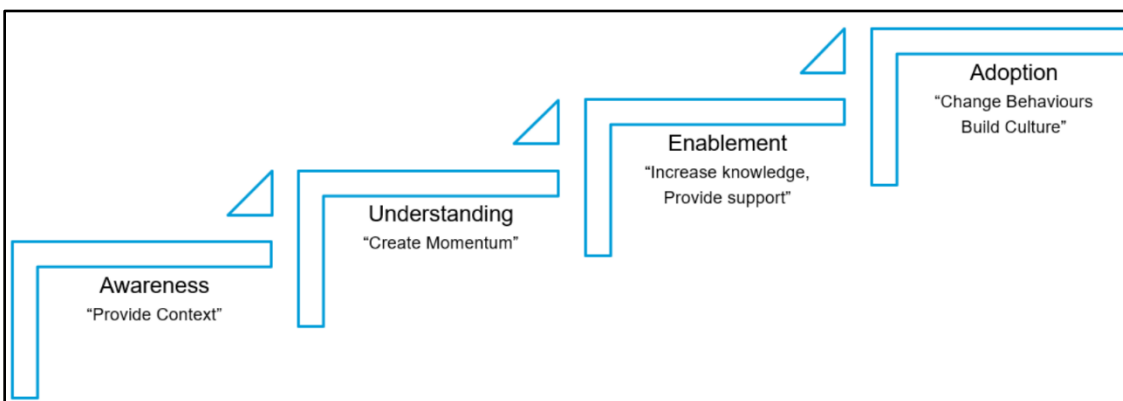 Awareness
“Provide Context”
Understanding
“Create Momentum”
Enablement
“Increase knowledge,
Provide support”
Adoption
“Change Behaviours
Build Culture”